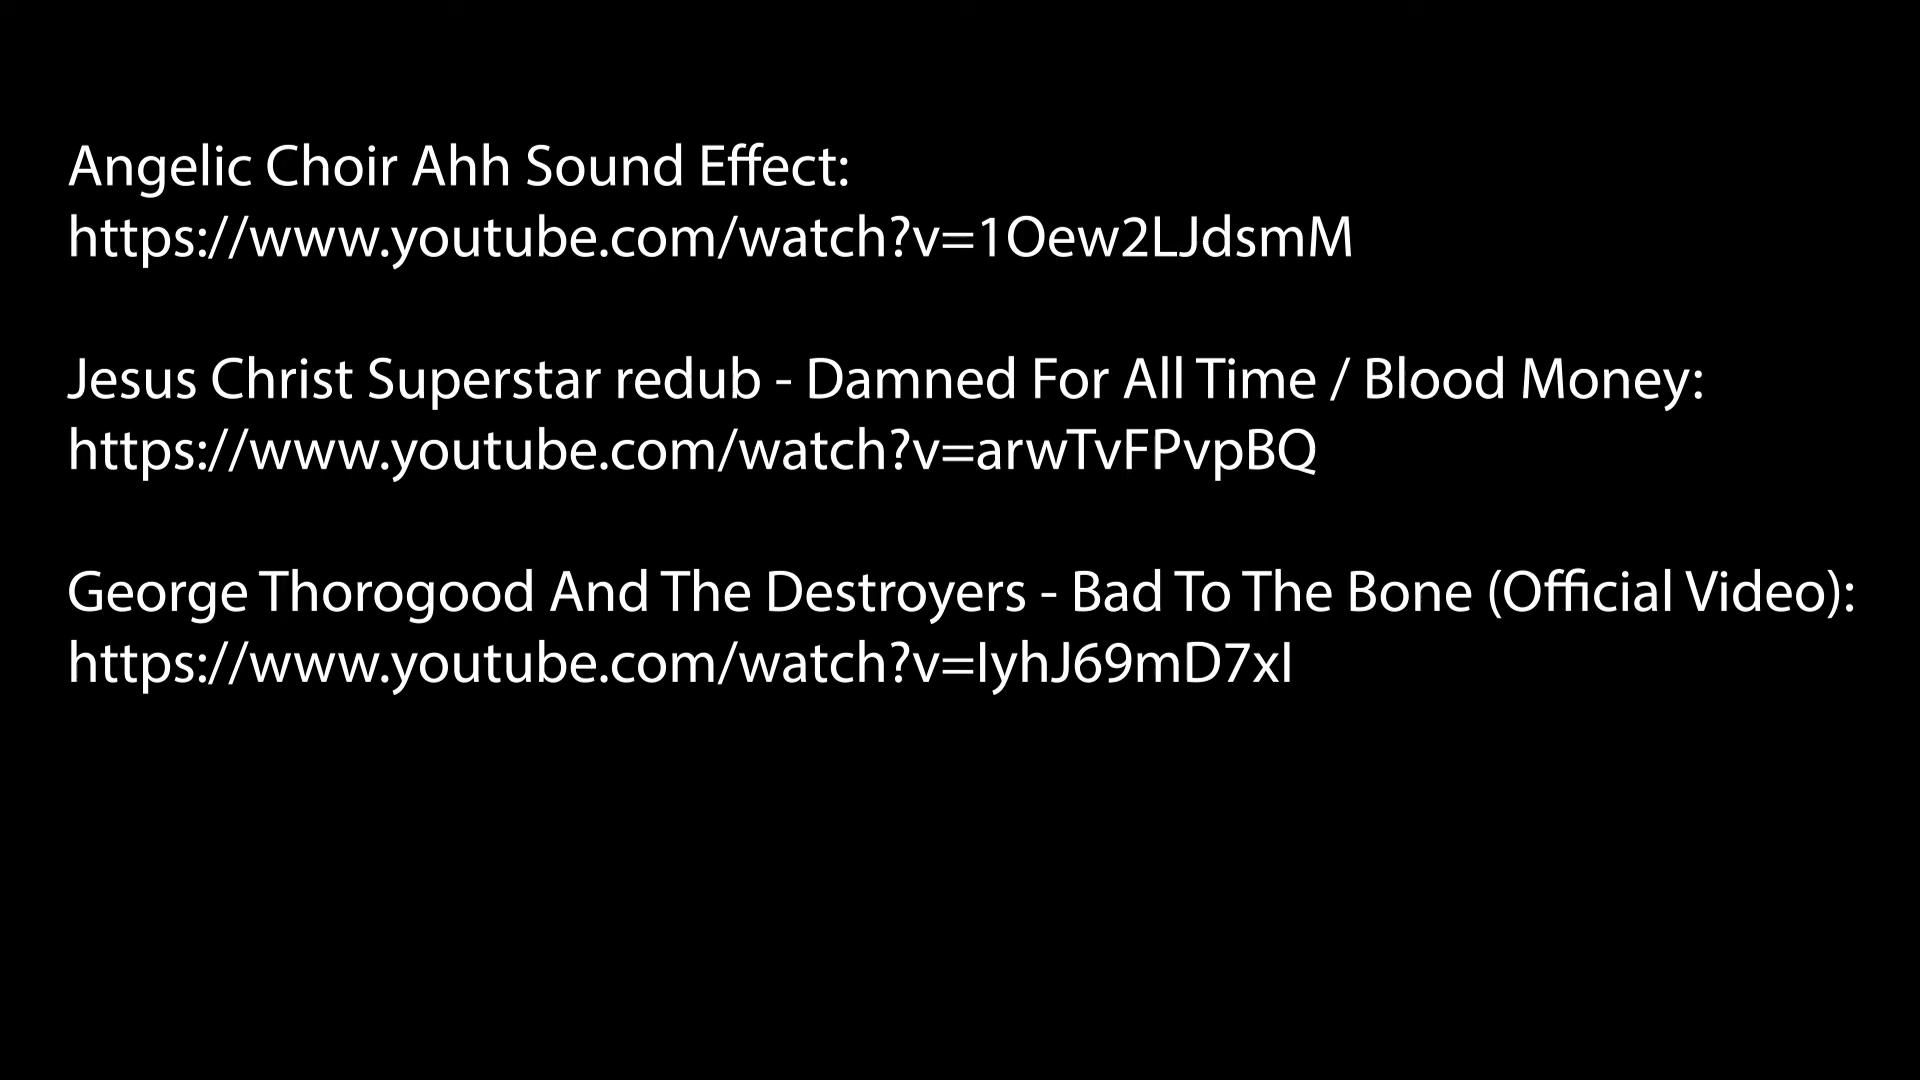 Angelic Choir Ahh Sound Effect:
https://www.youtube.com/watch?v=1Oew2LJdsmM
Jesus Christ Superstar redub - Damned For All Time / Blood Money:
https://www.youtube.com/watch?v=arwTvFPvpBQ
George Thorogood And The Destroyers - Bad To The Bone (Official Video):
https://www.youtube.com/watch?v=IyhJ69mD7xI